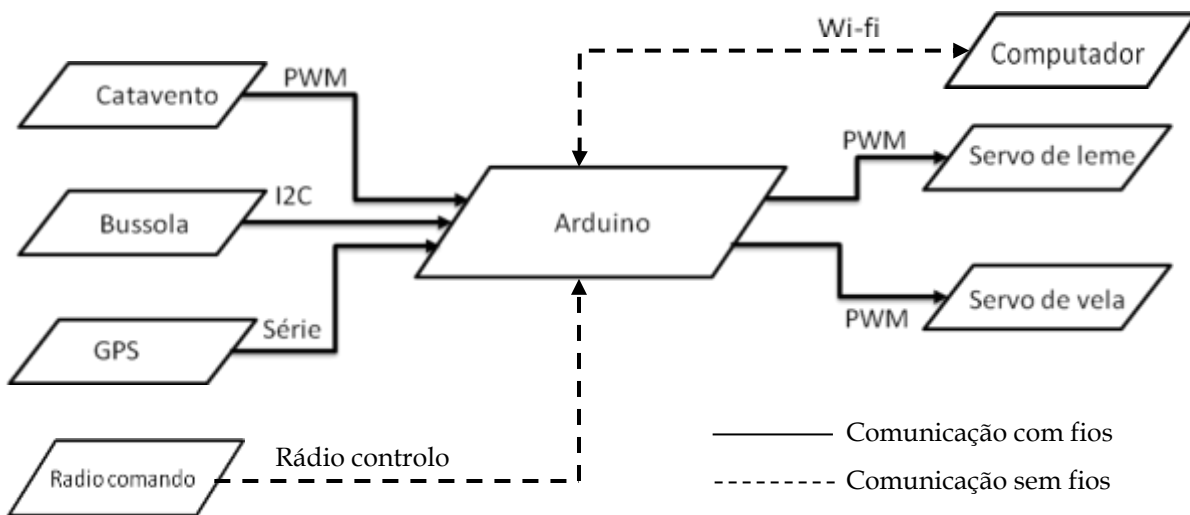 Wi-fi
Computador
Catavento
PWM
PWM
Servo de leme
Bussola
I2C
Arduino
GPS
Série
Servo de vela
PWM
Radio comando
Rádio controlo
Comunicação com fios
Comunicação sem fios